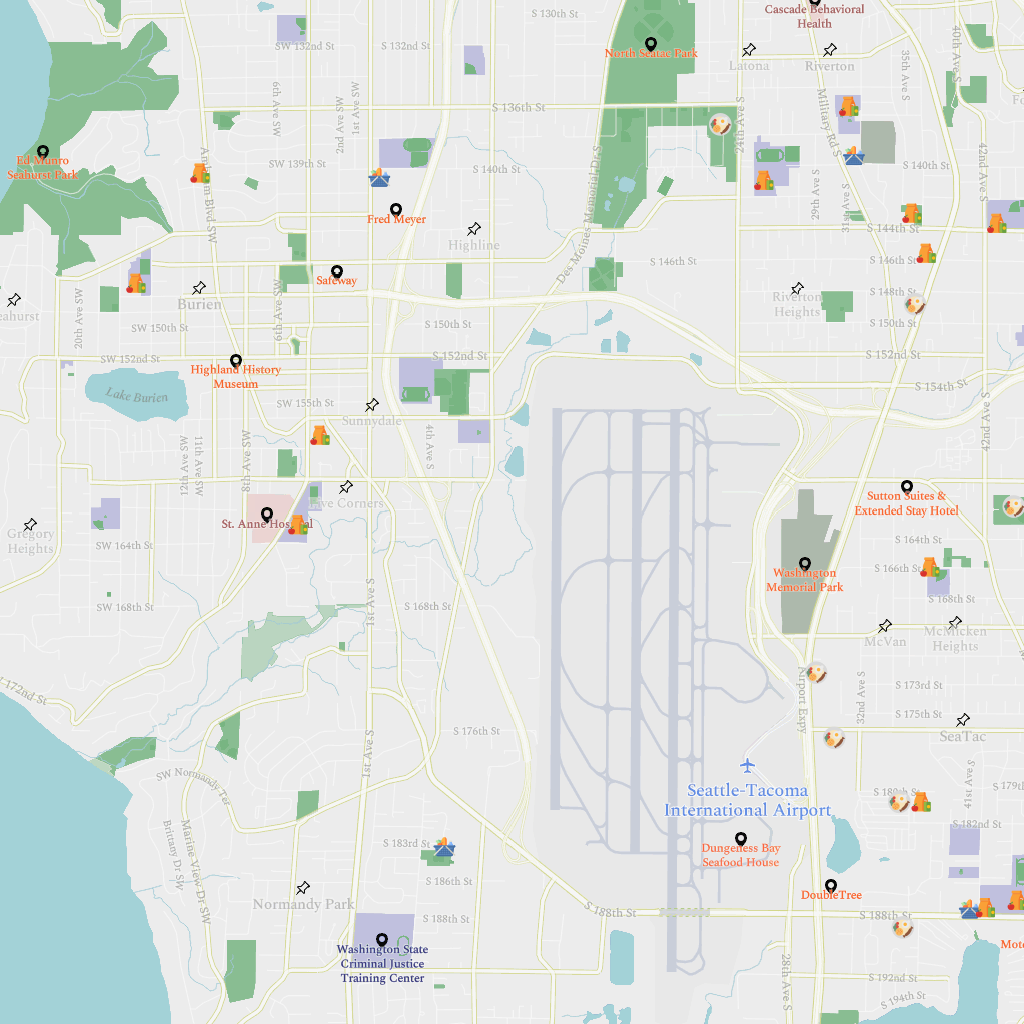 S 130th St
Cascade Behavioral
Health
SW 132nd St
S 132nd St
North Seatac Park
Latona
Riverton
35th Ave S
40th Ave S
6th Ave SW
2nd Ave SW
1st Ave SW
S 136th St
24th Ave S
Military Rd S
Ed Munro
Seahurst Park
SW 139th St
S 140th St
S 140th St
42nd Ave S
Ambaum Blvd SW
Des Moines Memorial Dr S
29th Ave S
31st Ave S
Fred Meyer
S 144th St
Highline
S 146th St
S 146th St
Safeway
Burien
20th Ave SW
6th Ave SW
Riverton
Heights
S 148th St
SW 150th St
S 150th St
S 150th St
SW 152nd St
S 152nd St
S 152nd St
Highland History
Museum
S 154th St
Lake Burien
SW 155th St
Sunnydale
42nd Ave S
12th Ave SW
11th Ave SW
8th Ave SW
4th Ave S
Sutton Suites &
Extended Stay Hotel
St. Anne Hos
Gregory
Heights
SW 164th St
S 164th St
Washington
Memorial Park
S 166th St
SW 168th St
1st Ave S
S 168th St
S 168th St
McVan
McMicken
Heights
S 172nd St
Airport Expy
32nd Ave S
S 173rd St
S 175th St
SeaTac
S 176th St
1st Ave S
SW Normandy Ter
Seattle-Tacoma
International Airport
41st Ave S
S 180th St
S 182nd St
Brittany Dr SW
Marine View Dr SW
S 183rd St
Dungeness Bay
Seafood House
S 186th St
DoubleTree
Normandy Park
S 188th St
S 188th St
S 188th St
Washington State
Criminal Justice
Training Center
28th Ave S
S 192nd St
S 194th St